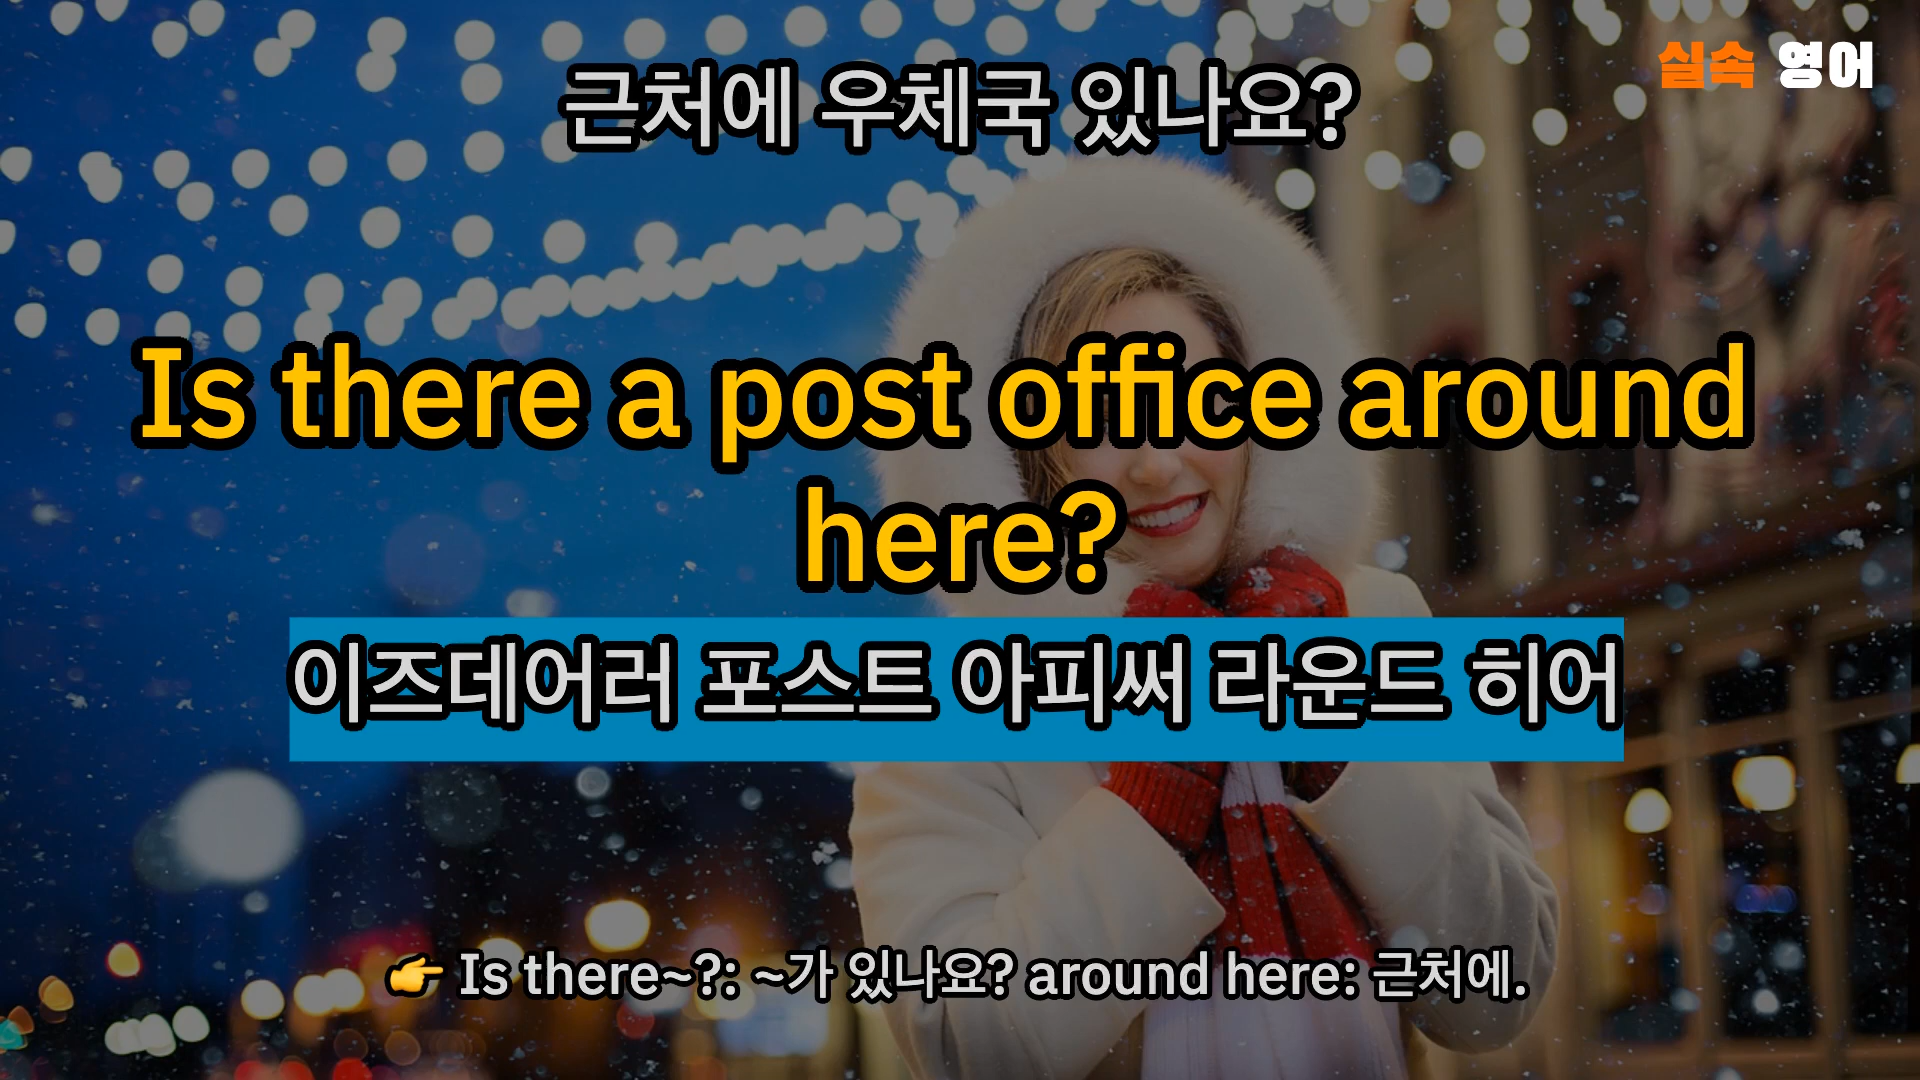 실속 영어
근처에 우체국 있나요?
Is there a post office around
here?
이즈데어러 포스트 아피써 라운드 히어
👉 Is there~?: ~가 있나요? around here: 근처에.